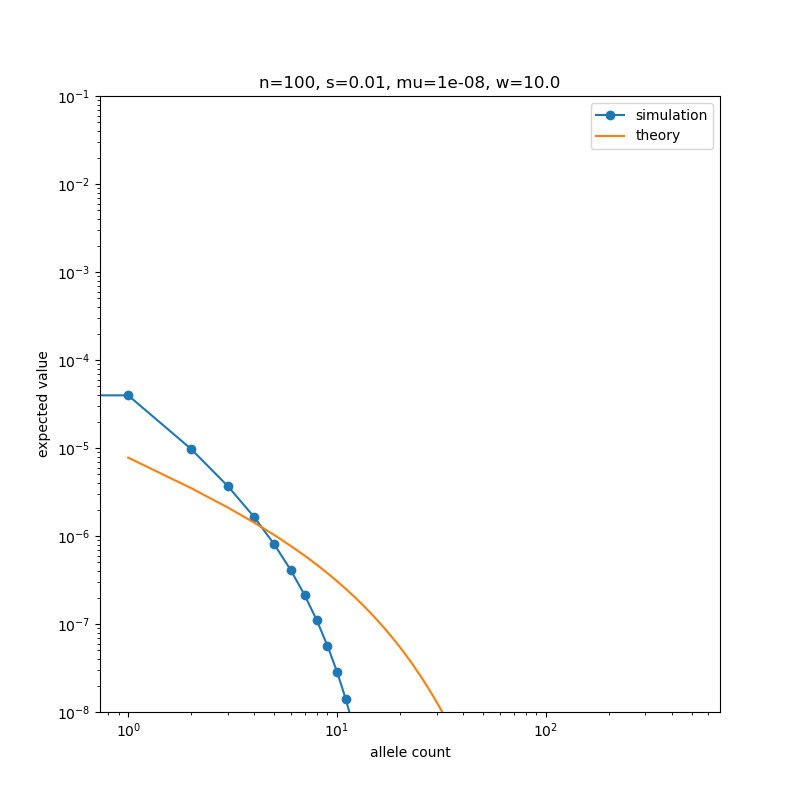 n=100, s=0.01, mu=1e-08, w=10.0
simulation
theory
10⁻¹
10⁻²
10⁻³
10⁻⁴
10⁻⁵
10⁻⁶
10⁻⁷
10⁻⁸
expected value
10⁰ 10¹ 10²
allele count